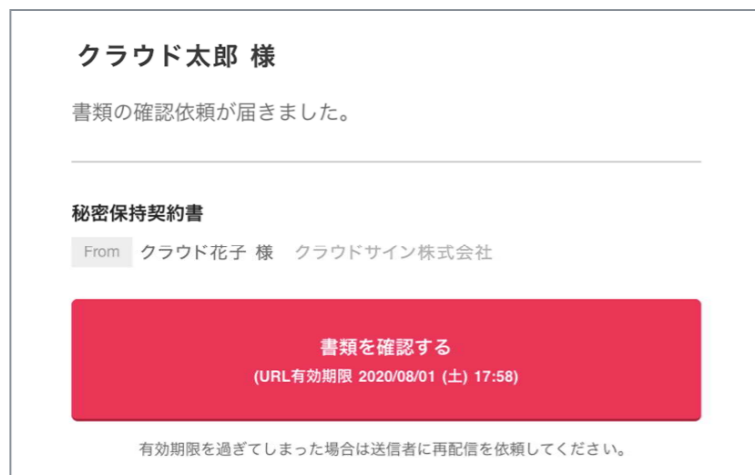 クラウド太郎 様
書類の確認依頼が届きました。
秘密保持契約書
From クラウド花子 様 クラウドサイン株式会社
書類を確認する
(URL有効期限 2020/08/01 (土) 17:58)
有効期限を過ぎてしまった場合は送信者に再配信を依頼してください。